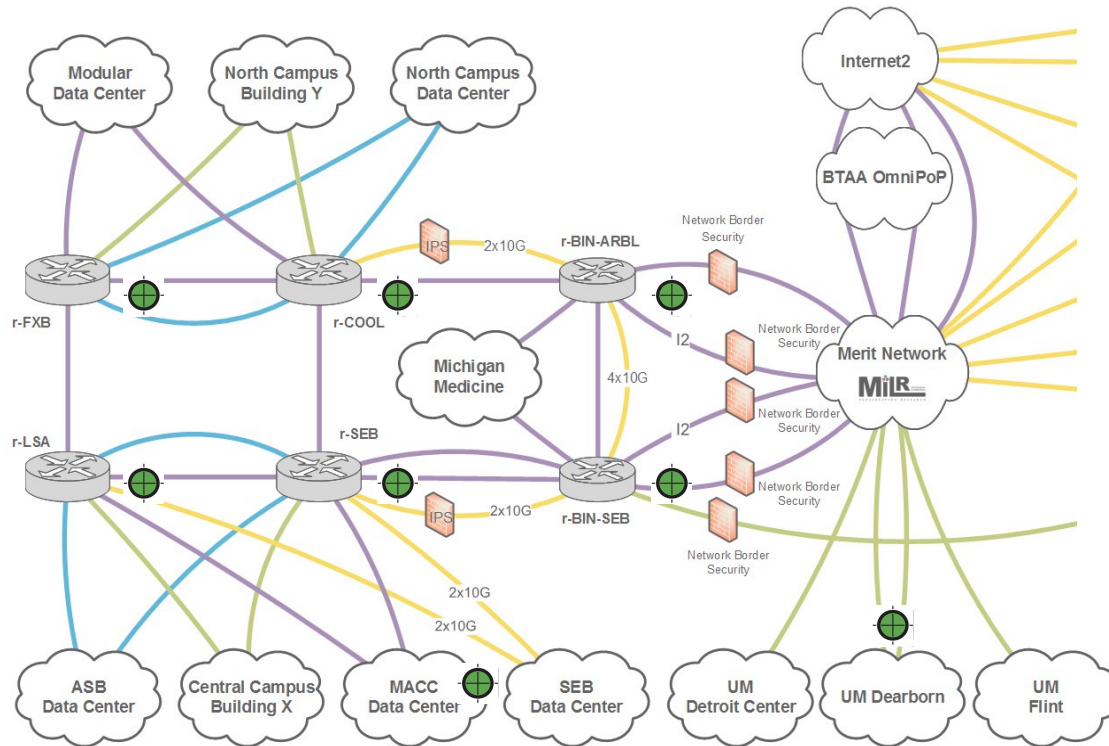 Modular
Data Center
North Campus
Building Y
North Campus
Data Center
Internet2
BTAA OmniPoP
Network Border
Security
IPS
2x10G
r-BIN-ARBL
r-FXB
r-COOL
I2
Network Border
Security
Merit Network
MiLR
Michigan
Medicine
4x10G
Network Border
Security
I2
r-LSA
r-SEB
Network Border
Security
IPS
2x10G
r-BIN-SEB
Network Border
Security
2x10G
2x10G
ASB
Data Center
Central Campus
Building X
MACC
Data Center
SEB
Data Center
UM
Detroit Center
UM Dearborn
UM
Flint